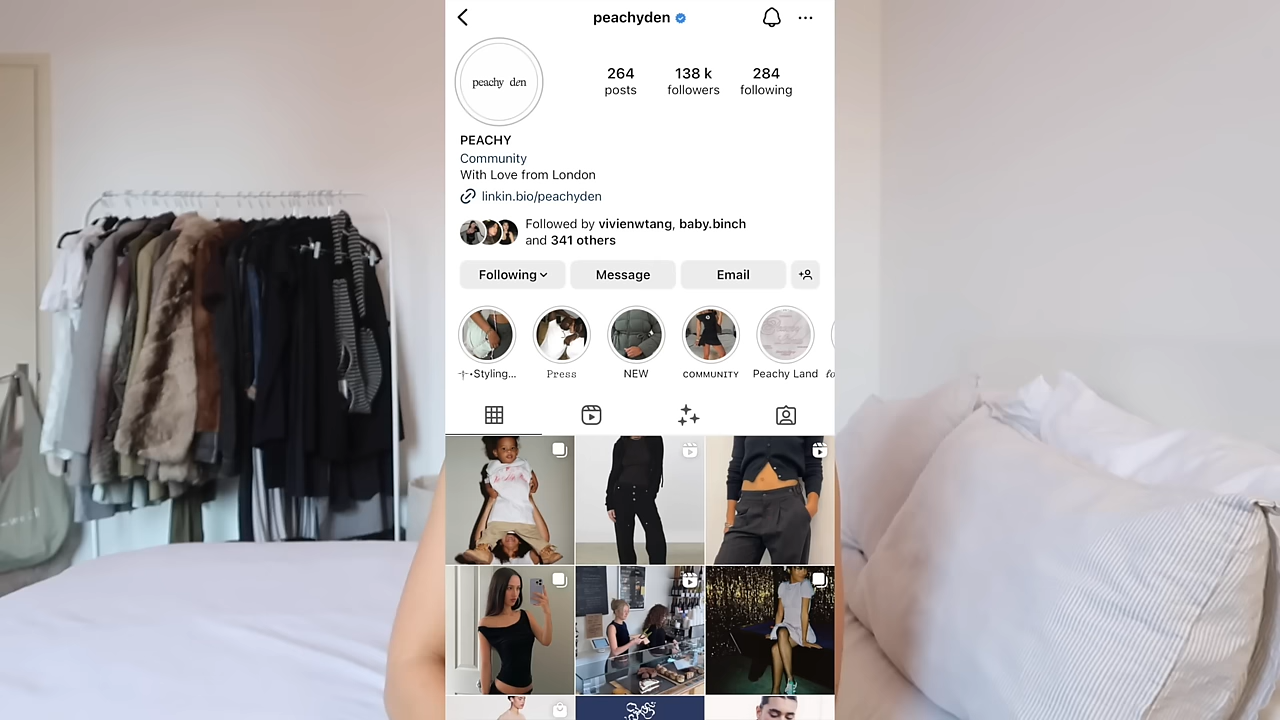 peachyden
peachy den
264
posts
138 k
followers
284
following
PEACHY
Community
With Love from London
linkin.bio/peachyden
Followed by vivienwtang, baby.binch
and 341 others
Following
Message
Email
Styling...
Press
NEW
COMMUNITY
Peachy Land